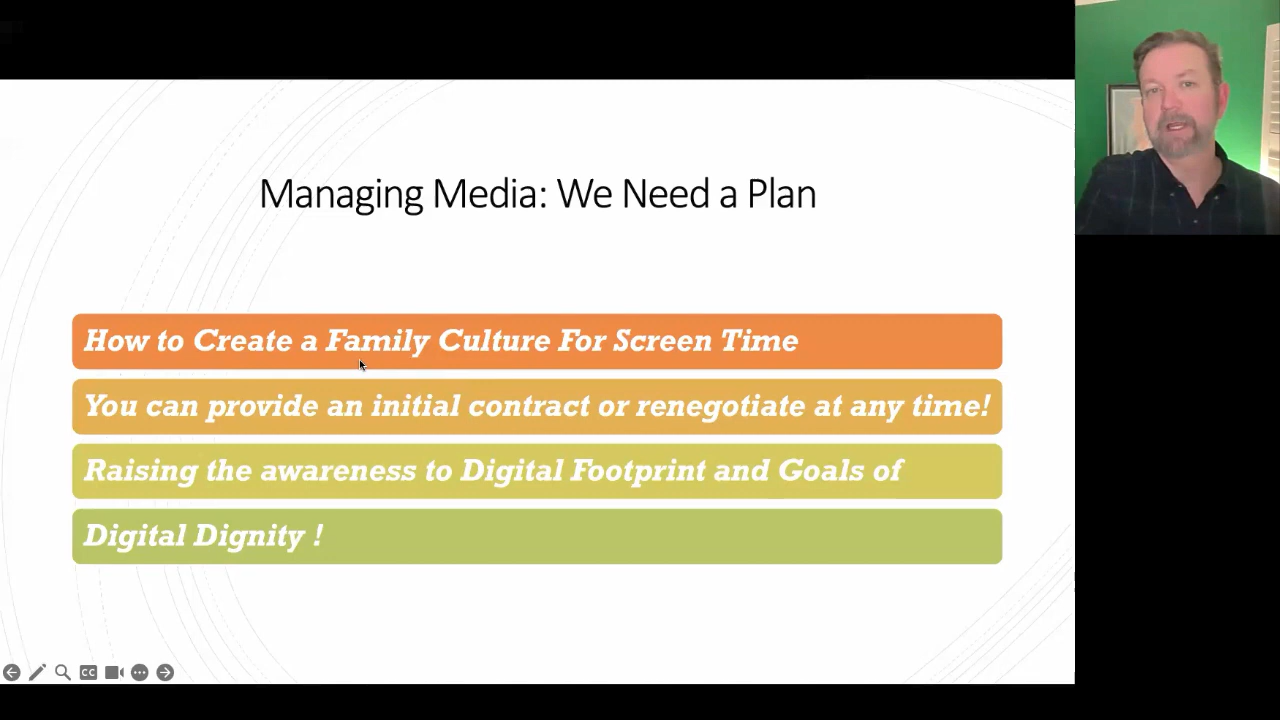 Managing Media: We Need a Plan
How to Create a Family Culture For Screen Time
You can provide an initial contract or renegotiate at any time!
Raising the awareness to Digital Footprint and Goals of
Digital Dignity !
CC